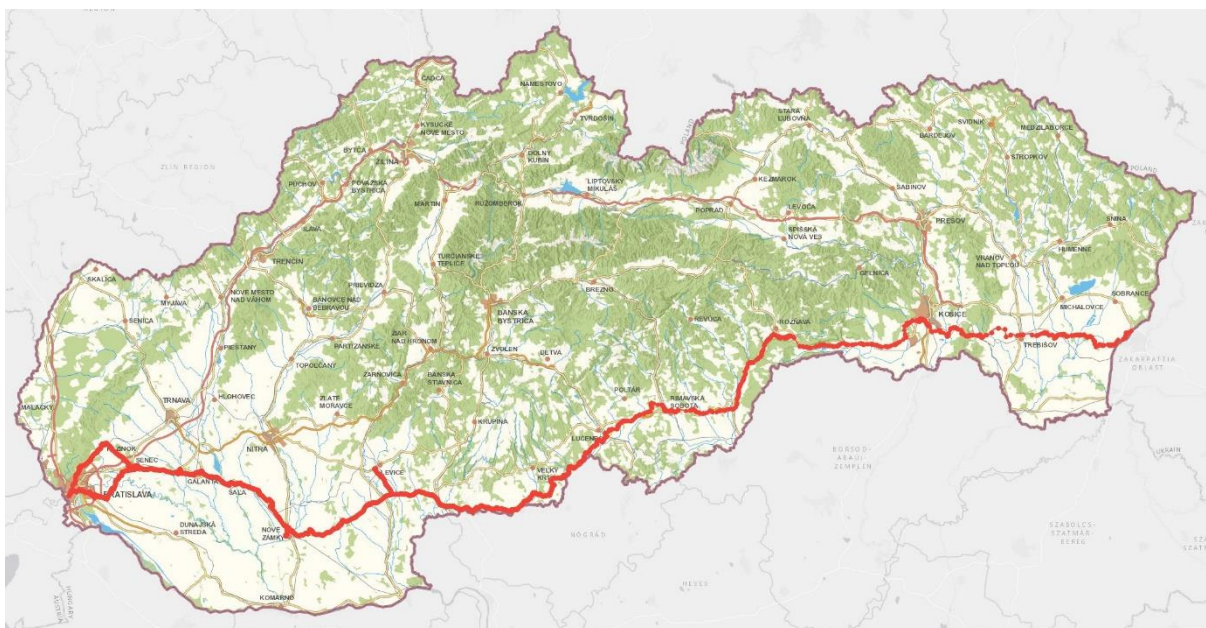 ČADCA
NÁMESTOVO
TVRDOŠÍN
KYSUCKÉ
NOVÉ MESTO
STARÁ
ĽUBOVŇA
POLAND
BARDEJOV
SVIDNÍK
MEDZILABORCE
STROPKOV
POLAND
ZLIN REGION
BYTČA
ŽILINA
DOLNÝ
KUBÍN
PÚCHOV
POVAŽSKÁ
BYSTRICA
LIPTOVSKÝ
MIKULÁŠ
KEŽMAROK
SABINOV
MARTIN
RUŽOMBEROK
POPRAD
LEVOČA
PREŠOV
SNINA
ILAVA
SPIŠSKÁ
NOVÁ VES
HUMENNÉ
TRENČÍN
TURČIANSKE
TEPLICE
VRANOV
NAD TOPĽOU
GELNICA
SKALICA
MYJAVA
NOVÉ MESTO
NAD VÁHOM
PRIEVIDZA
BÁNOVCE NAD
BEBRAVOU
BREZNO
SOBRANCE
MICHALOVCE
SENICA
BANSKÁ
BYSTRICA
REVÚCA
ROŽŇAVA
KOŠICE
PIEŠŤANY
PARTIZÁNSKE
ŽIAR
NAD HRONOM
ZVOLEN
DETVA
TREBIŠOV
ZAKARPATTIA
OBLAST
TOPOĽČANY
ŽARNOVICA
BANSKÁ
ŠTIAVNICA
HLOHOVEC
ZLATÉ
MORAVCE
POLTÁR
RIMAVSKÁ
SOBOTA
MALACKY
TRNAVA
KRUPINA
NITRA
LUČENEC
PEZINOK
SENEC
LEVICE
VEĽKÝ
BORSOD-
ABAÚJ-
ZEMPLÉN
UKRAIN
GALANTA
ŠAĽA
BRATISLAVA
DUNAJSKÁ
STREDA
NOVÉ
ZÁMKY
NÓGRÁD
SZABOLCS-
SZATMÁR-
BEREG
HEVES
KOMÁRNO
HUNGARY
AUSTRIA